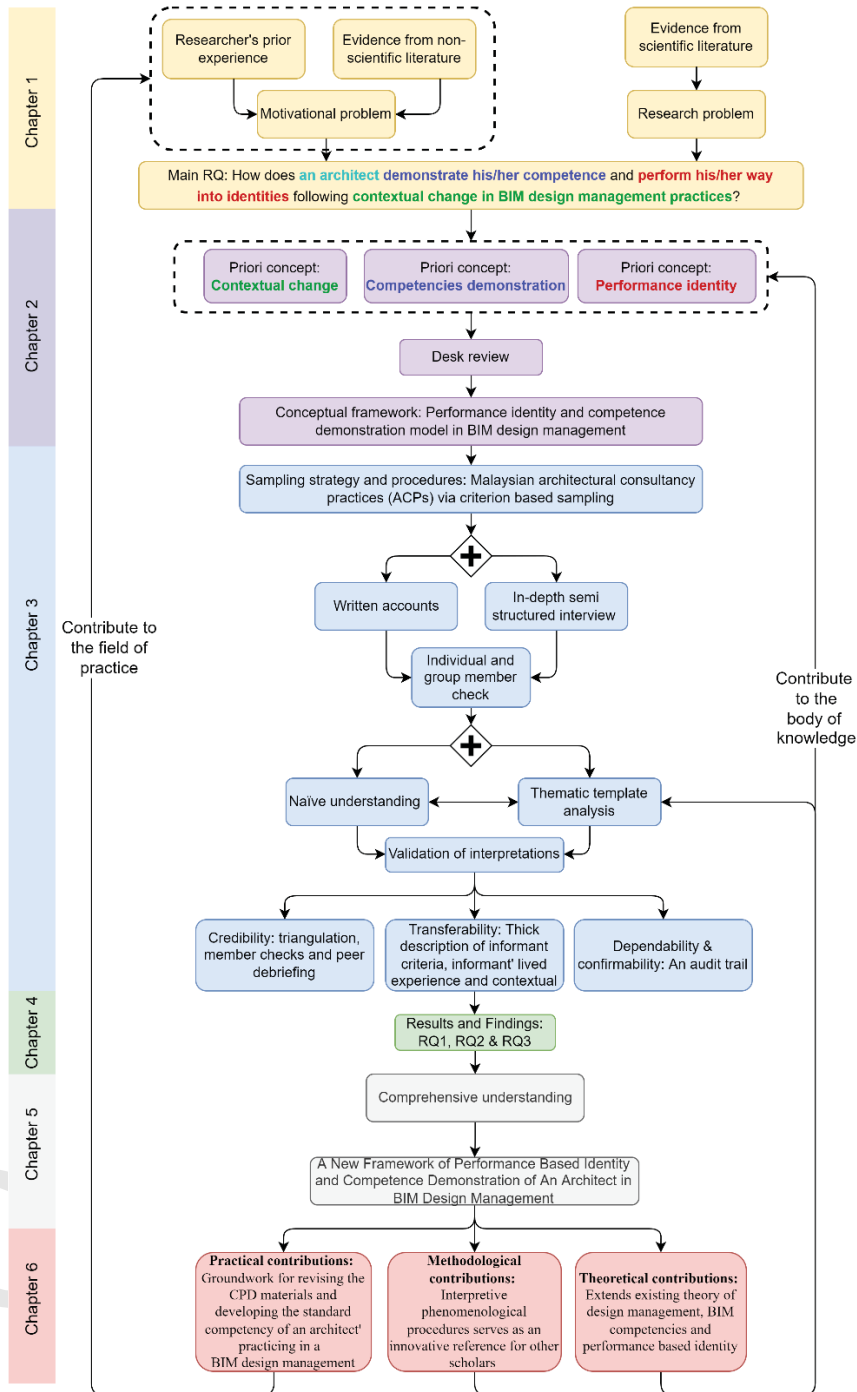 Chapter 1
Researcher's prior
experience
Evidence from non-
scientific literature
Evidence from
scientific literature
Motivational problem
Research problem
Main RQ: How does an architect demonstrate his/her competence and perform his/her way
into identities following contextual change in BIM design management practices?
Chapter 2
Priori concept:
Contextual change
Priori concept:
Competencies demonstration
Priori concept:
Performance identity
Desk review
Conceptual framework: Performance identity and competence
demonstration model in BIM design management
Chapter 3
Sampling strategy and procedures: Malaysian architectural consultancy
practices (ACPs) via criterion based sampling
Written accounts
In-depth semi
structured interview
Individual and
group member
check
Contribute to
the field of
practice
Contribute
to the
body of
knowledge
Naïve understanding
Thematic template
analysis
Validation of interpretations
Credibility: triangulation,
member checks and peer
debriefing
Transferability: Thick
description of informant
criteria, informant' lived
experience and contextual
Dependability &
confirmability: An audit trail
Chapter 4
Results and Findings:
RQ1, RQ2 & RQ3
Chapter 5
Comprehensive understanding
A New Framework of Performance Based Identity
and Competence Demonstration of An Architect in
BIM Design Management
Chapter 6
Practical contributions:
Groundwork for revising the
CPD materials and
developing the standard
competency of an architect'
practicing in a
BIM design management
Methodological
contributions:
Interpretive
phenomenological
procedures serves as an
innovative reference for other
scholars
Theoretical contributions:
Extends existing theory of
design management, BIM
competencies and
performance based identity